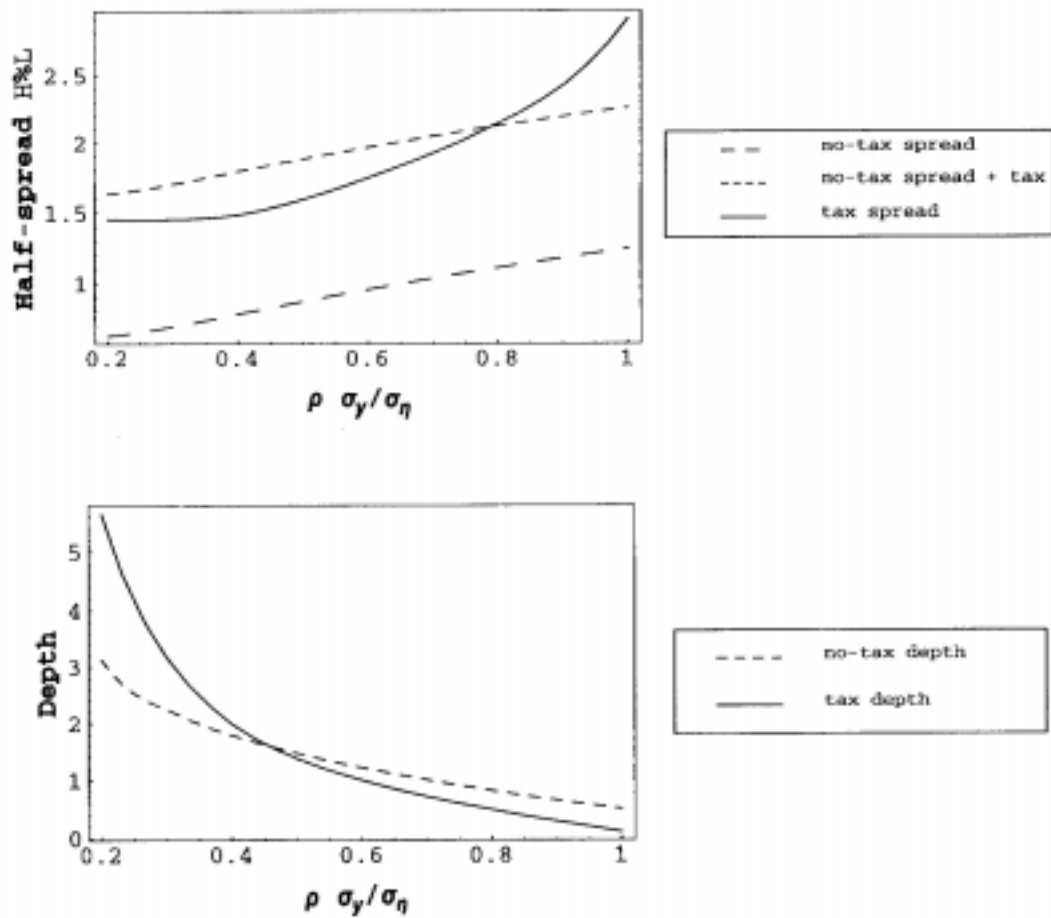 Half-spread H%L
2.5
2
1.5
1
0.2 0.4 0.6 0.8 1
ρ σy/ση
no-tax spread
no-tax spread + tax
tax spread
Depth
5
4
3
2
1
0
0.2 0.4 0.6 0.8 1
ρ σy/ση
no-tax depth
tax depth